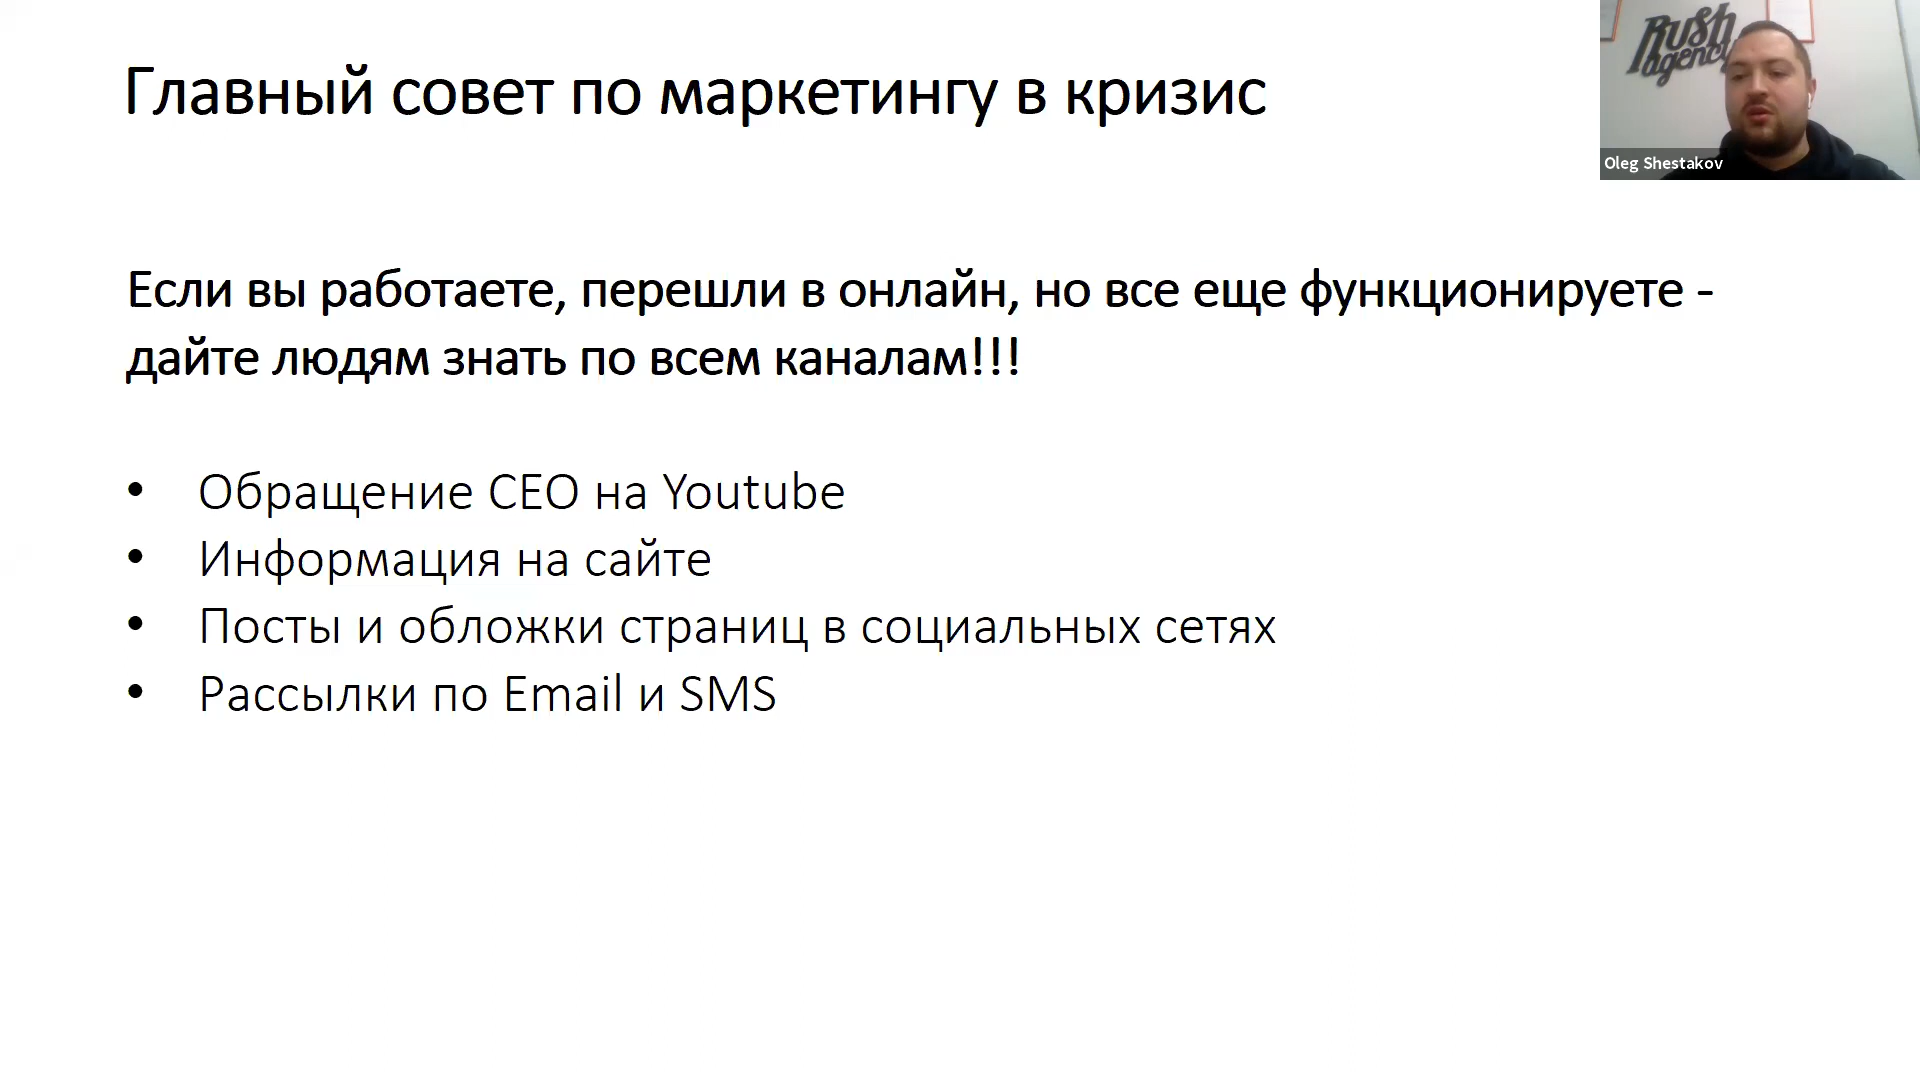 Главный совет по маркетингу в кризис
Rush
agency
Oleg Shestakov
Если вы работаете, перешли в онлайн, но все еще функционируете -
дайте людям знать по всем каналам!!!
• Обращение CEO на Youtube
• Информация на сайте
• Посты и обложки страниц в социальных сетях
• Рассылки по Email и SMS